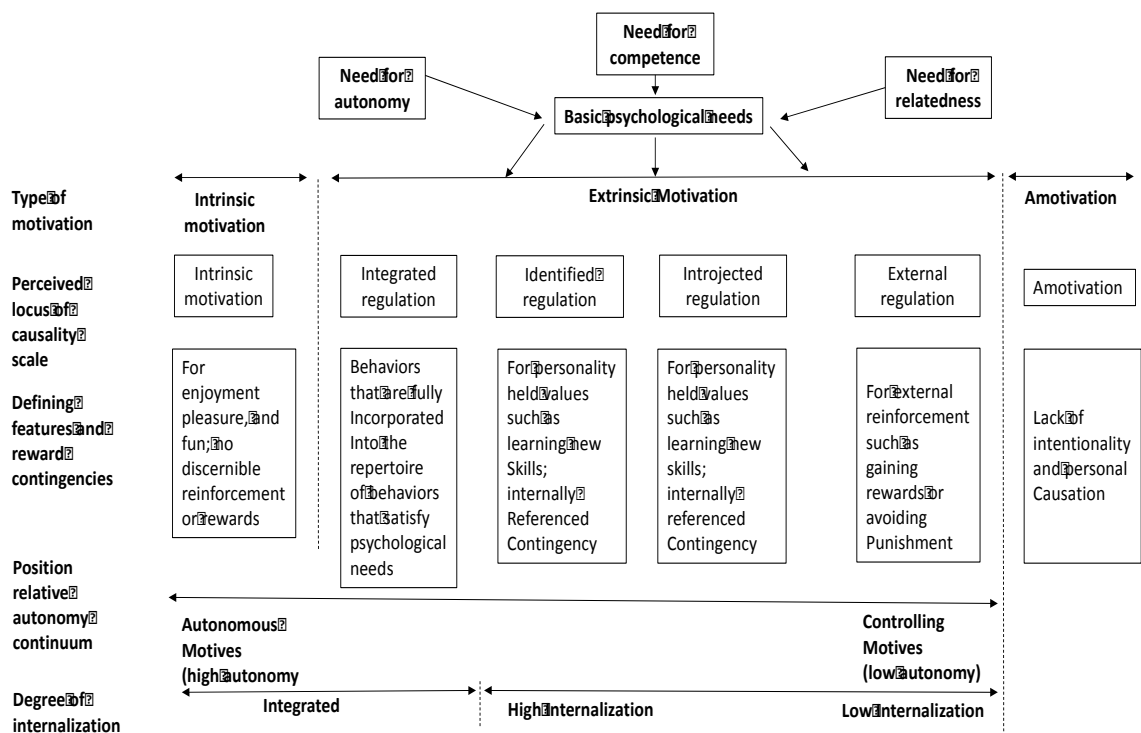 Need for
competence
Need for
autonomy
Need for
relatedness
Basic psychological needs
Type of
motivation
Intrinsic
motivation
Extrinsic Motivation
Amotivation
Perceived
locus of
causality
scale
Intrinsic
motivation
Integrated
regulation
Identified
regulation
Introjected
regulation
External
regulation
Amotivation
Defining
features and
reward
contingencies
For
enjoyment
pleasure, and
fun; no
discernible
reinforcement
or rewards
Behaviors
that are fully
Incorporated
Into the
repertoire
of behaviors
that satisfy
psychological
needs
For personality
held values
such as
learning new
Skills;
internally
Referenced
Contingency
For personality
held values
such as
learning new
skills;
internally
referenced
Contingency
For external
reinforcement
such as
gaining
rewards or
avoiding
Punishment
Lack of
intentionality
and personal
Causation
Position
relative
autonomy
continuum
Autonomous
Motives
(high autonomy
Controlling
Motives
(low autonomy)
Degree of
internalization
Integrated
High Internalization
Low Internalization